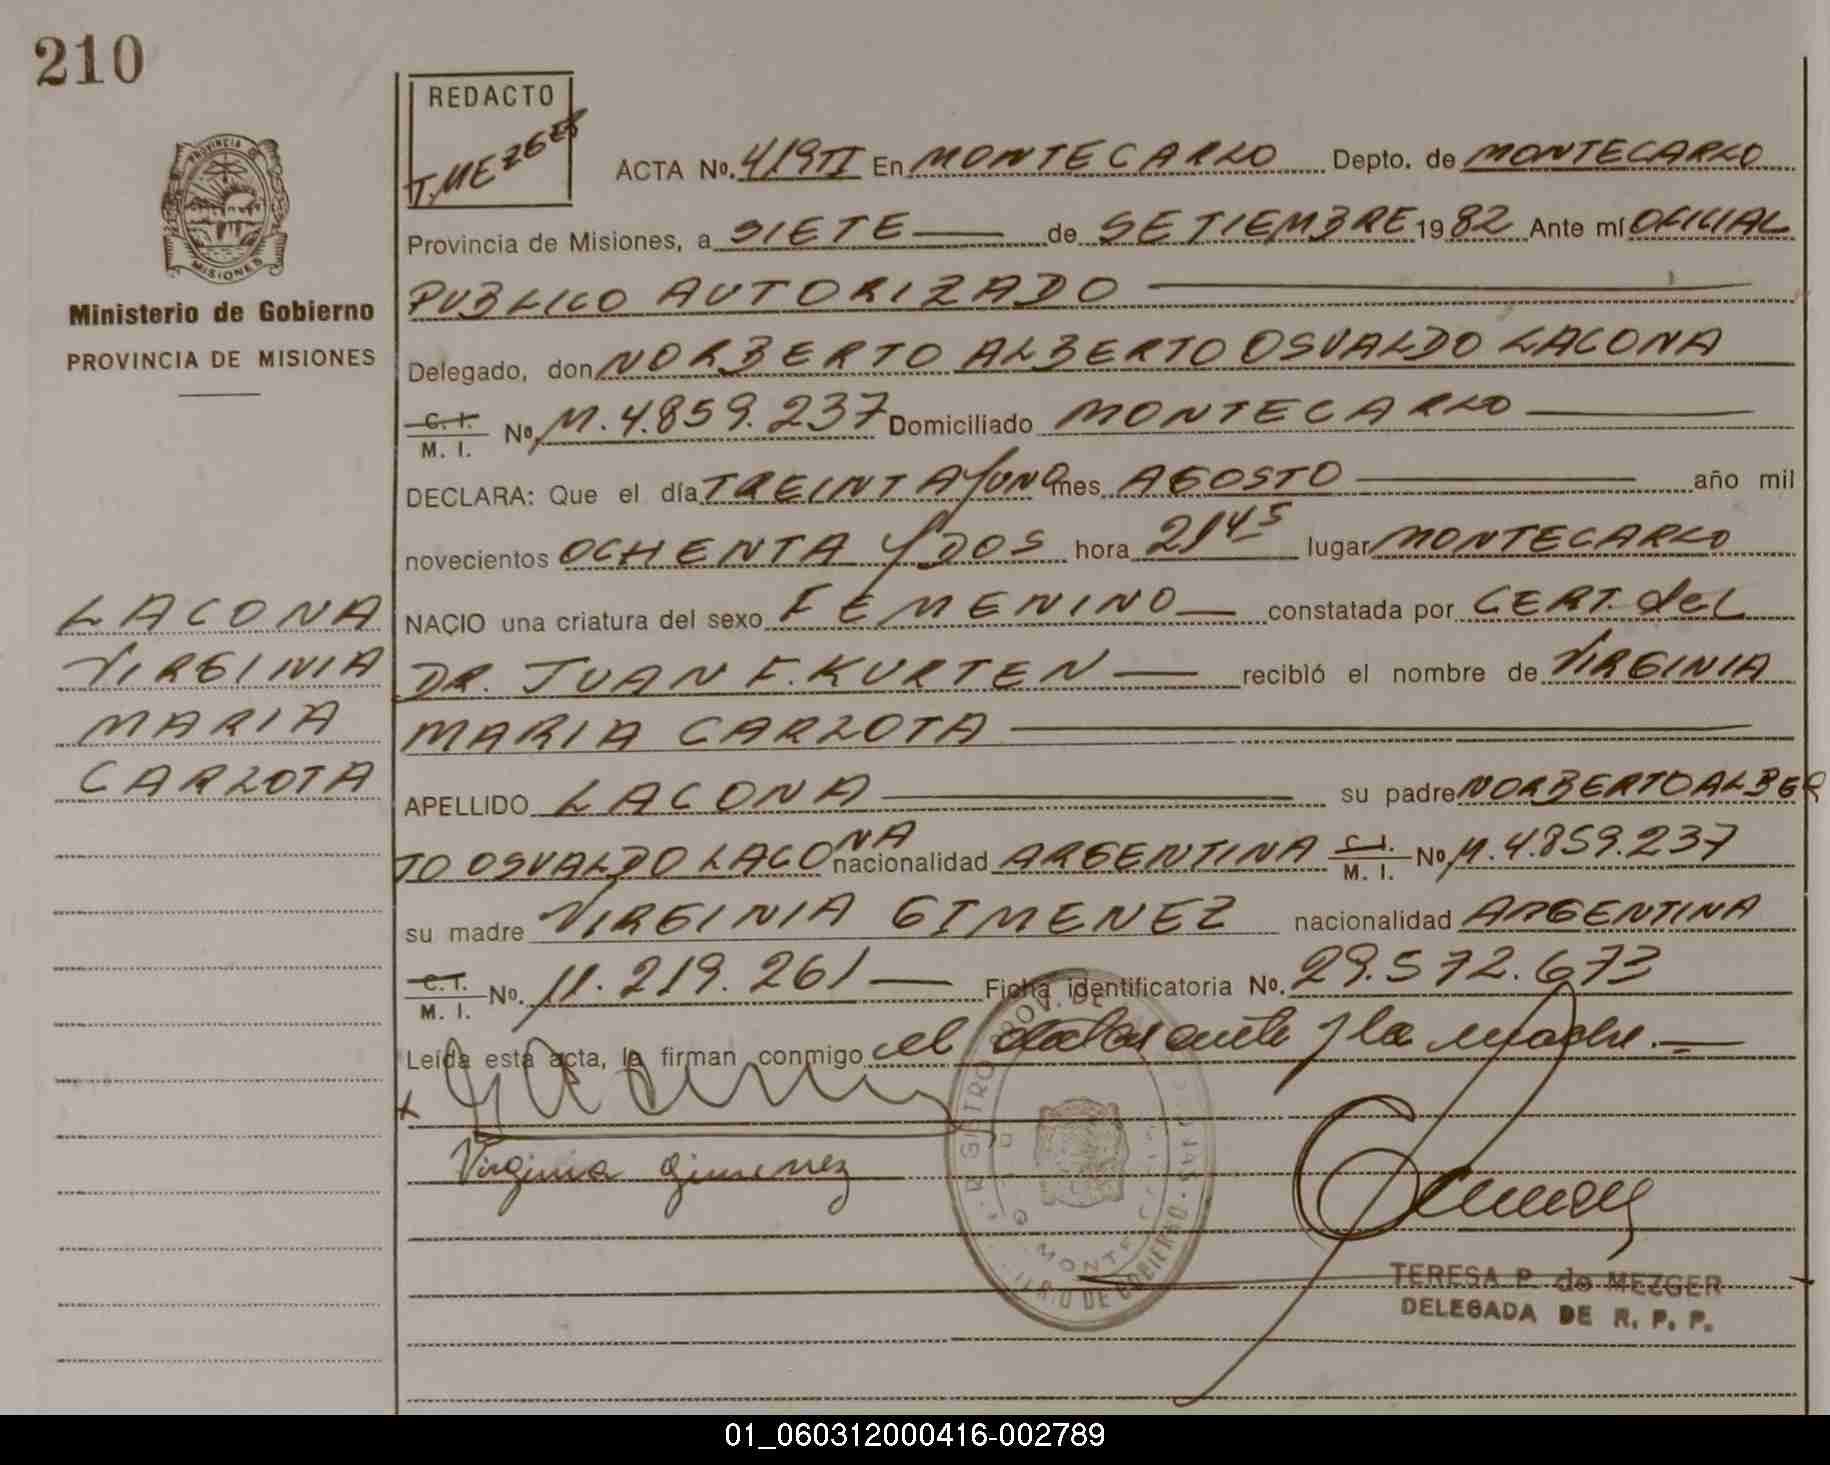 210
REDACTO
T. MEZGER
PROVINCIA DE
MISIONES
Ministerio de Gobierno
PROVINCIA DE MISIONES
ACTA No. 419 II En MONTECARLO Depto. de MONTECARLO
Provincia de Misiones, a SIETE de SETIEMBRE 1982 Ante mí OFICIAL
PUBLICO AUTORIZADO
Delegado, don NORBERTO ALBERTO OSVALDO LACONA
C. I. M. I. No. M. 4.859.237 Domiciliado MONTECARLO
DECLARA: Que el día TREINTA Y UNO mes AGOSTO año mil
novecientos OCHENTA Y DOS hora 21 45 lugar MONTECARLO
NACIO una criatura del sexo FEMENINO constatada por CERT. del
DR. JUAN F. KURTEN recibió el nombre de VIRGINIA
MARIA CARLOTA
APELLIDO LACONA su padre NORBERTO ALBER
TO OSVALDO LACONA nacionalidad ARGENTINA C. I. M. I. No. M. 4.859.237
su madre VIRGINIA GIMENEZ nacionalidad ARGENTINA
C. I. M. I. No. 11.219.261 Ficha identificatoria No. 29.572.673
Leída esta acta, la firman conmigo el declarante y la madre.
LACONA
VIRGINIA
MARIA
CARLOTA
Virginia Gimenez
TERESA P. de MEZGER
DELEGADA DE R. P. P.
01_060312000416-002789